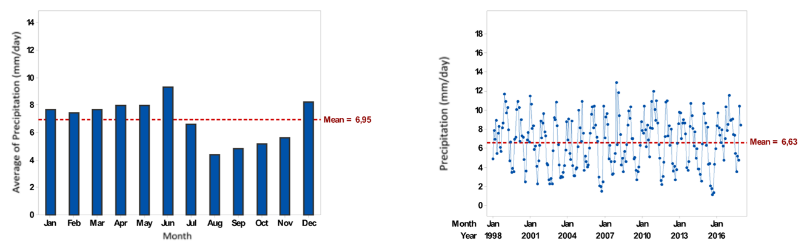 Average of Precipitation (mm/day)
14
12
10
8
6
4
2
0
Mean = 6,95
Jan Feb Mar Apr May Jun Jul Aug Sep Oct Nov Dec
Month
Precipitation (mm/day)
18
16
14
12
10
8
6
4
2
0
Mean = 6,63
Month Jan Jan Jan Jan Jan Jan Jan
Year 1998 2001 2004 2007 2010 2013 2016